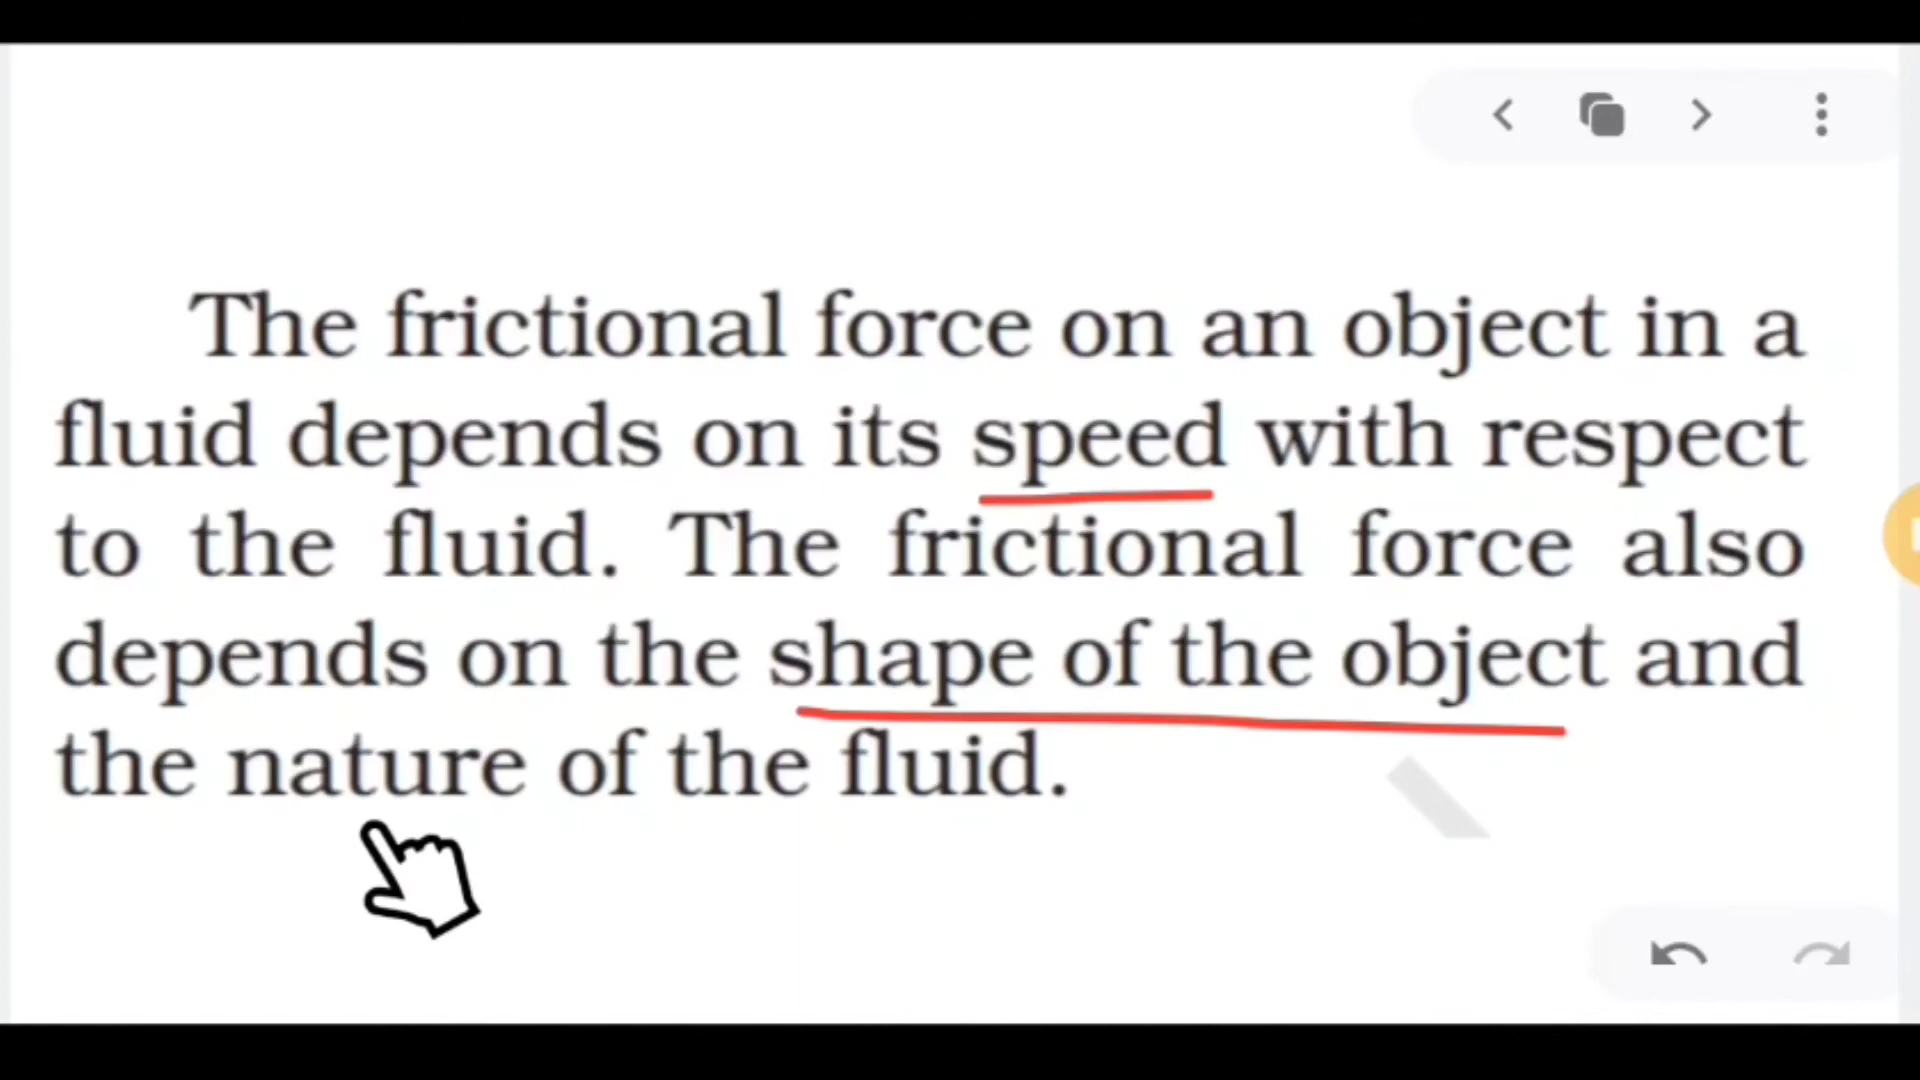 The frictional force on an object in a
fluid depends on its speed with respect
to the fluid. The frictional force also
depends on the shape of the object and
the nature of the fluid.